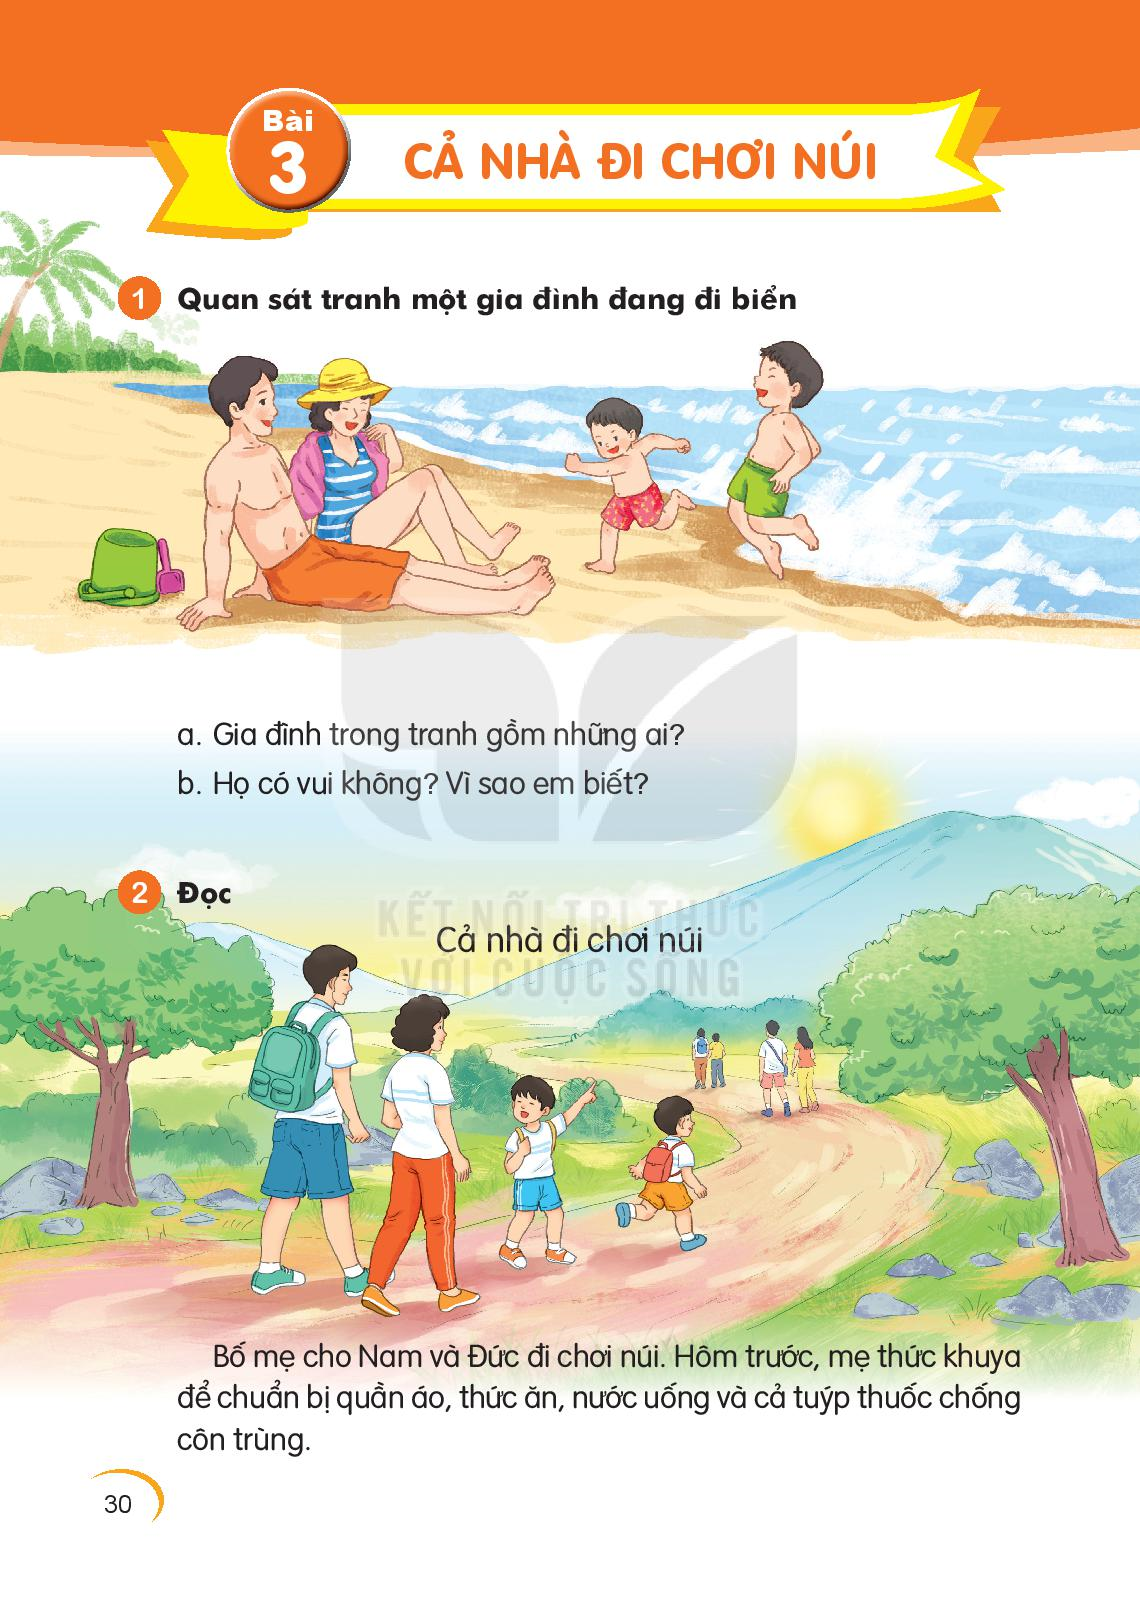 Bài
3
CẢ NHÀ ĐI CHƠI NÚI
1 Quan sát tranh một gia đình đang đi biển
a. Gia đình trong tranh gồm những ai?
b. Họ có vui không? Vì sao em biết?
2 Đọc
KẾT NỐI TRI THỨC
VỚI CUỘC SỐNG
Cả nhà đi chơi núi
Bố mẹ cho Nam và Đức đi chơi núi. Hôm trước, mẹ thức khuya
để chuẩn bị quần áo, thức ăn, nước uống và cả tuýp thuốc chống
côn trùng.
30